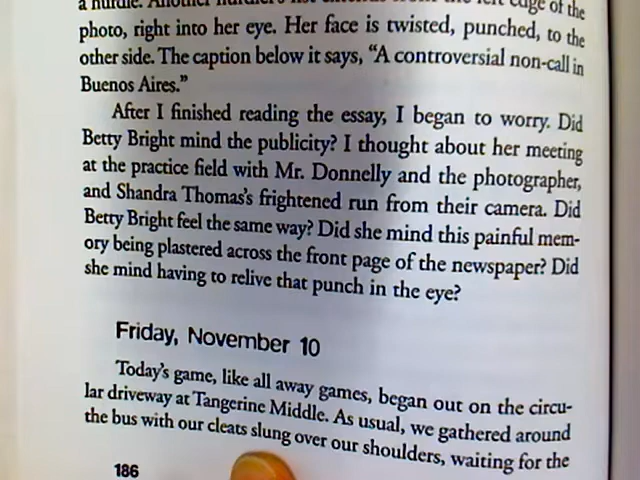 a hurdle. Another hurdler's fist extends from the left edge of the
photo, right into her eye. Her face is twisted, punched, to the
other side. The caption below it says, “A controversial non-call in
Buenos Aires.”
After I finished reading the essay, I began to worry. Did
Betty Bright mind the publicity? I thought about her meeting
at the practice field with Mr. Donnelly and the photographer,
and Shandra Thomas's frightened run from their camera. Did
Betty Bright feel the same way? Did she mind this painful mem-
ory being plastered across the front page of the newspaper? Did
she mind having to relive that punch in the eye?
Friday, November 10
Today's game, like all away games, began out on the circu-
lar driveway at Tangerine Middle. As usual, we gathered around
the bus with our cleats slung over our shoulders, waiting for the
186